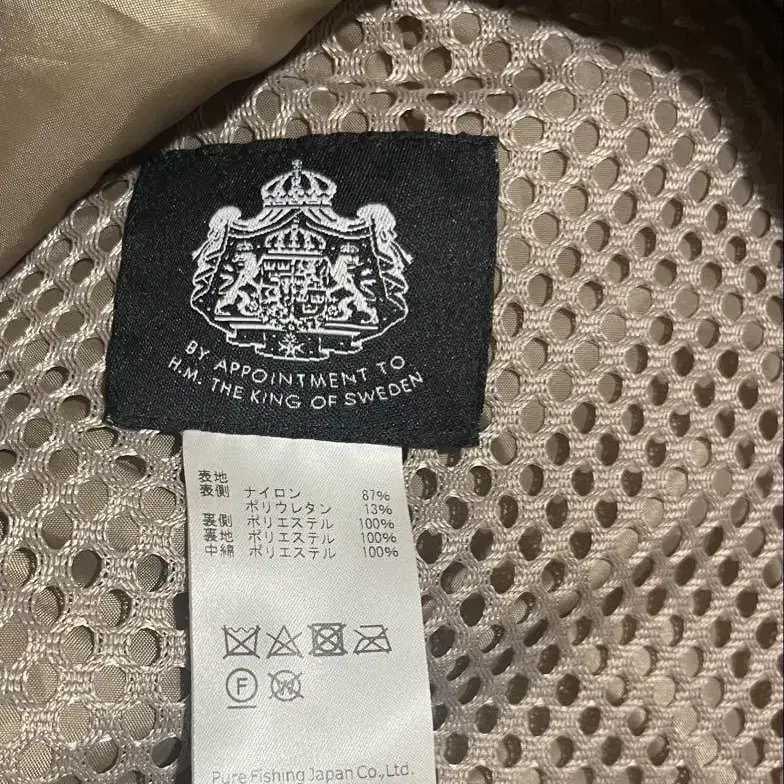 BY APPOINTMENT TO
H.M. THE KING OF SWEDEN
表地
表側 ナイロン 87%
ポリウレタン 13%
裏側 ポリエステル 100%
裏地 ポリエステル 100%
中綿 ポリエステル 100%
F W
Pure Fishing Japan Co., Ltd.